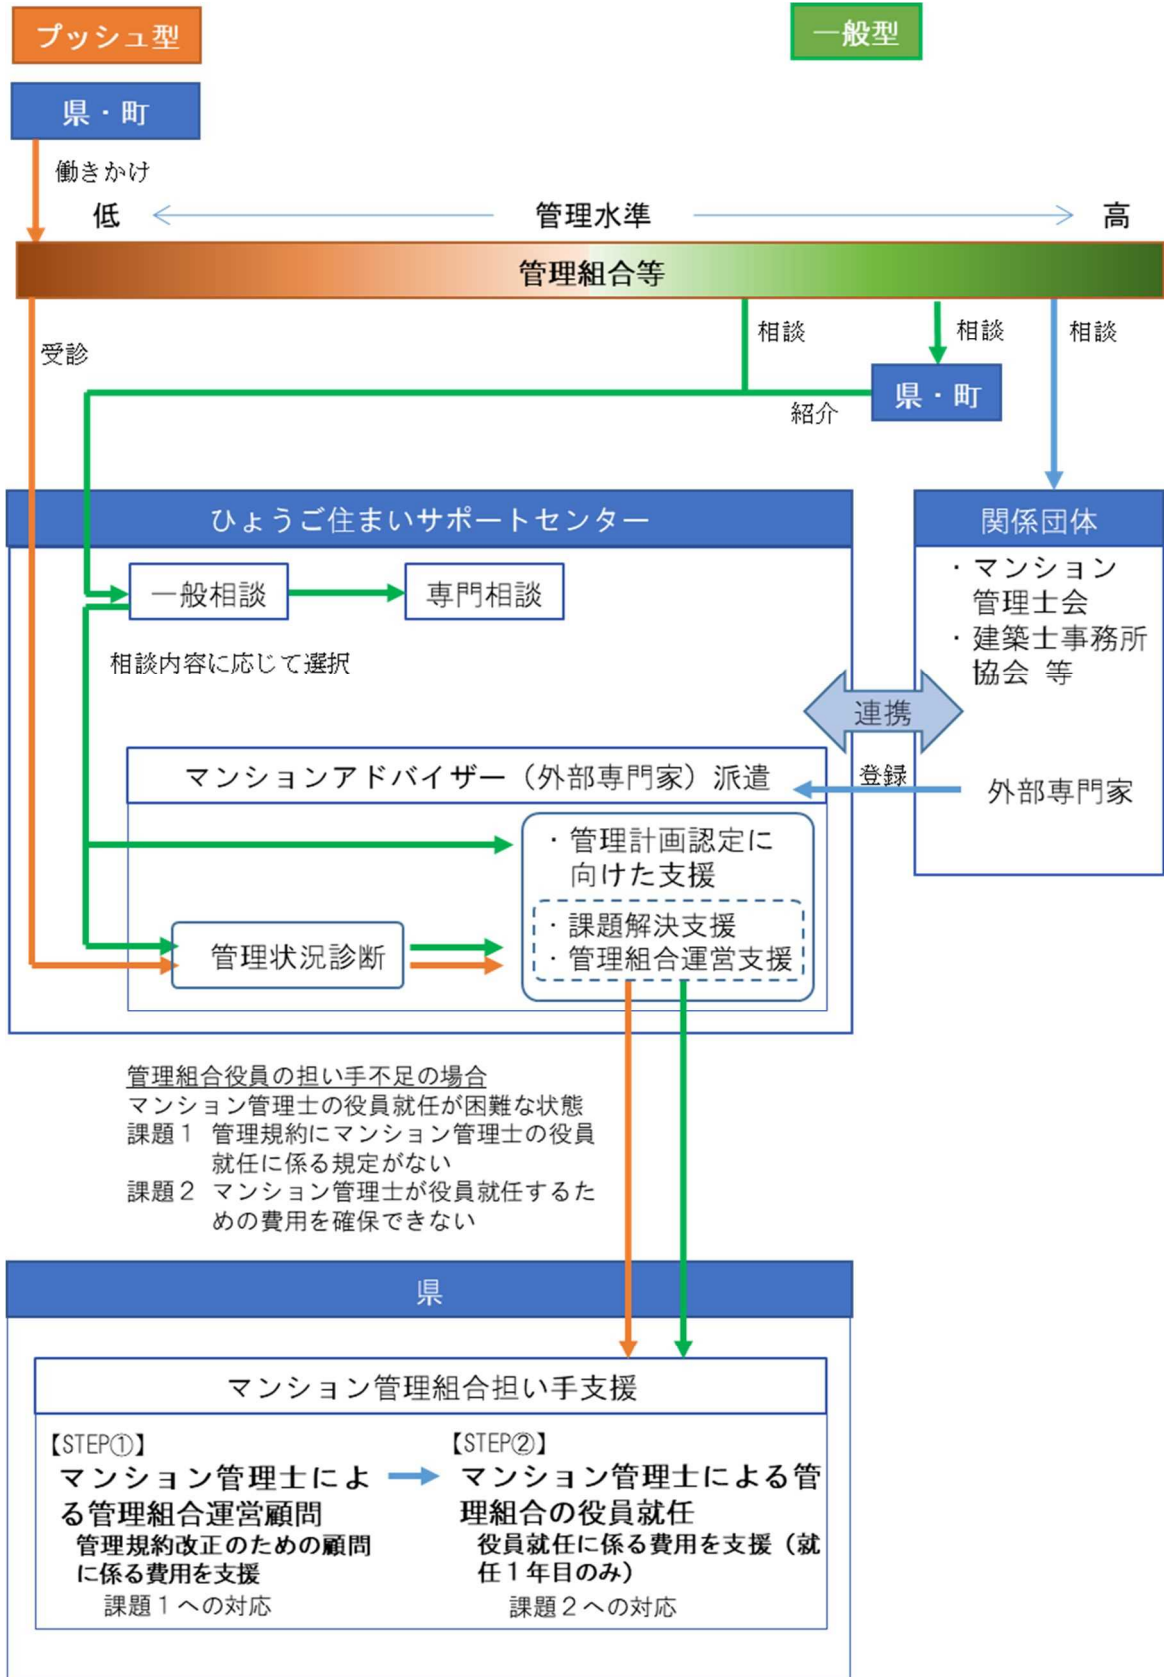 プッシュ型
一般型
県・町
働きかけ
低
管理水準
高
管理組合等
受診
相談
相談
相談
県・町
紹介
ひょうご住まいサポートセンター
関係団体
一般相談
専門相談
・マンション
管理士会
・建築士事務所
協会 等
相談内容に応じて選択
連携
マンションアドバイザー（外部専門家）派遣
登録
外部専門家
・管理計画認定に
向けた支援
・課題解決支援
・管理組合運営支援
管理状況診断
管理組合役員の担い手不足の場合
マンション管理士の役員就任が困難な状態
課題１ 管理規約にマンション管理士の役員
就任に係る規定がない
課題２ マンション管理士が役員就任するた
めの費用を確保できない
県
マンション管理組合担い手支援
【STEP①】
マンション管理士によ
る管理組合運営顧問
管理規約改正のための顧問
に係る費用を支援
課題１への対応
【STEP②】
マンション管理士による管
理組合の役員就任
役員就任に係る費用を支援（就
任１年目のみ）
課題２への対応